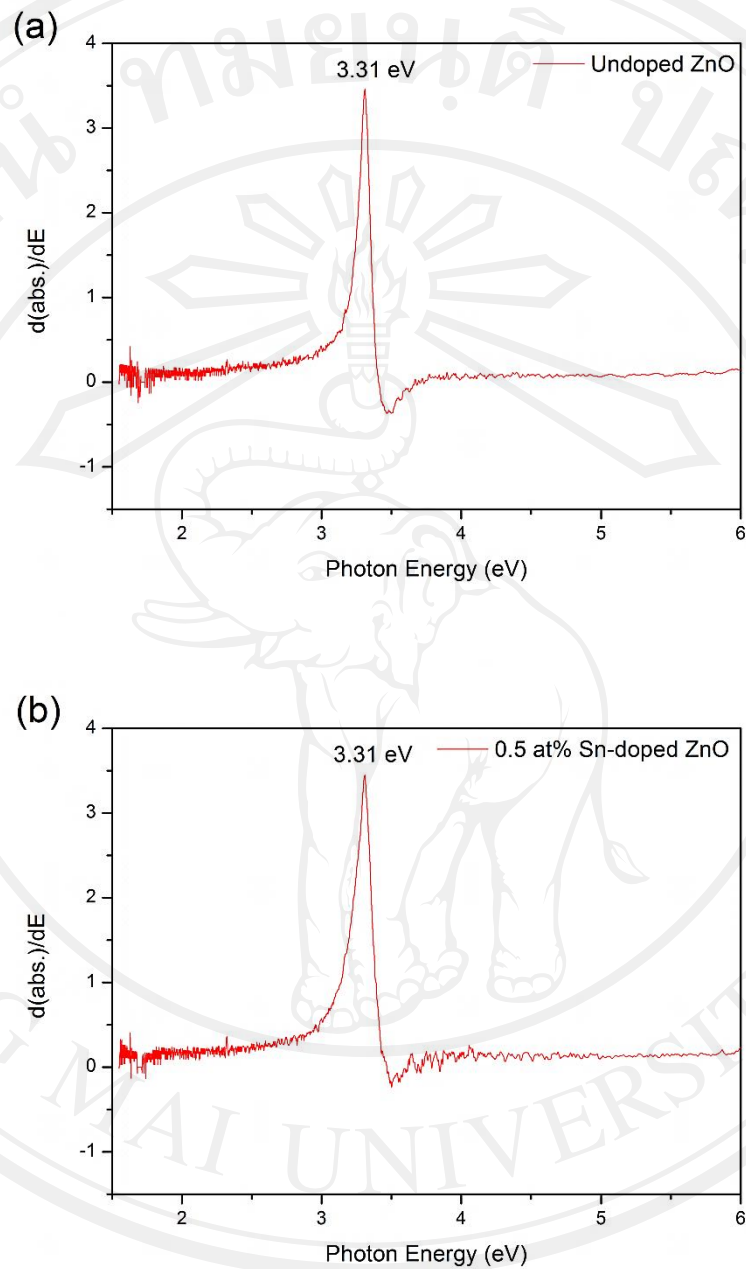 (a)
4
3.31 eV
Undoped ZnO
3
2
1
0
-1
d(abs.)/dE
2 3 4 5 6
Photon Energy (eV)
(b)
4
3.31 eV
0.5 at% Sn-doped ZnO
3
2
1
0
-1
d(abs.)/dE
2 3 4 5 6
Photon Energy (eV)
MAI UNIVERSI